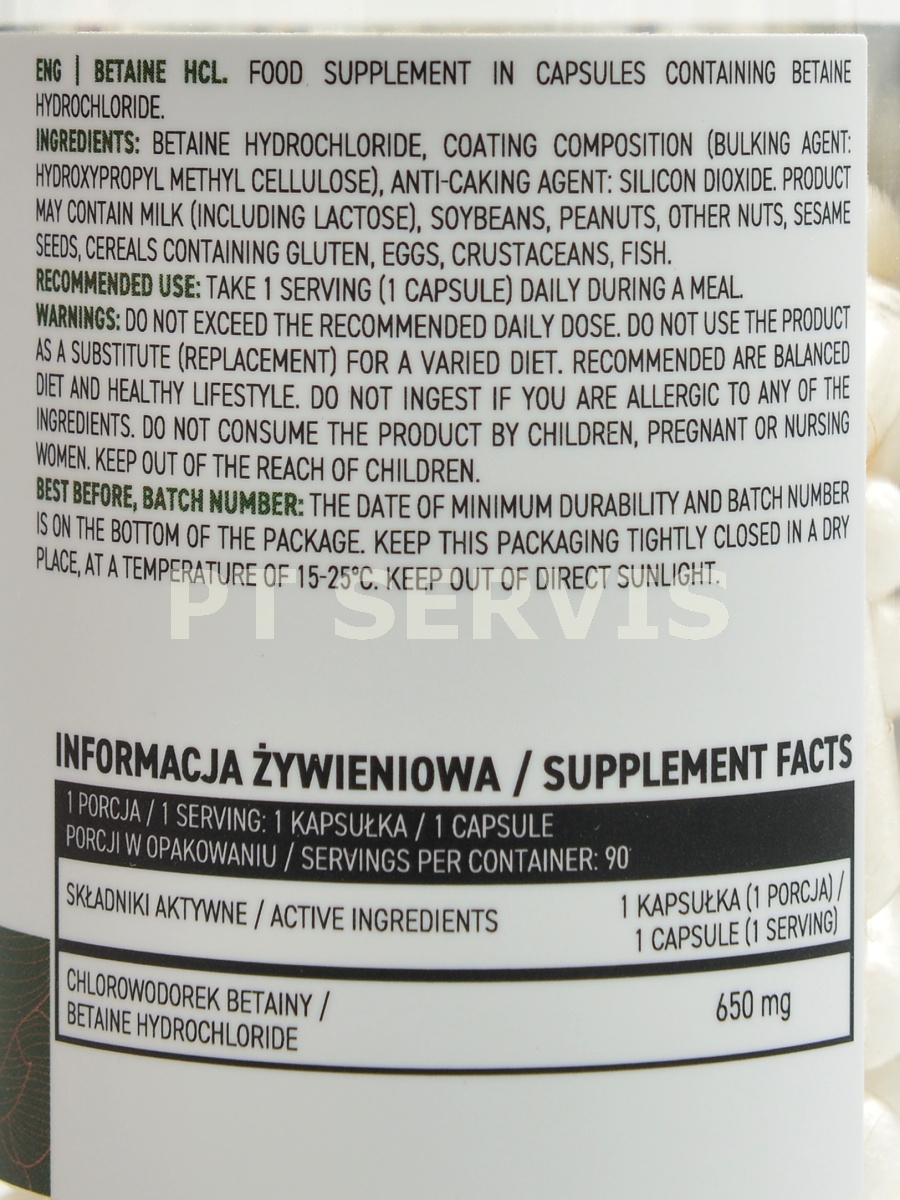 ENG | BETAINE HCL. FOOD SUPPLEMENT IN CAPSULES CONTAINING BETAINE
HYDROCHLORIDE.
INGREDIENTS: BETAINE HYDROCHLORIDE, COATING COMPOSITION (BULKING AGENT:
HYDROXYPROPYL METHYL CELLULOSE), ANTI-CAKING AGENT: SILICON DIOXIDE. PRODUCT
MAY CONTAIN MILK (INCLUDING LACTOSE), SOYBEANS, PEANUTS, OTHER NUTS, SESAME
SEEDS, CEREALS CONTAINING GLUTEN, EGGS, CRUSTACEANS, FISH.
RECOMMENDED USE: TAKE 1 SERVING (1 CAPSULE) DAILY DURING A MEAL.
WARNINGS: DO NOT EXCEED THE RECOMMENDED DAILY DOSE. DO NOT USE THE PRODUCT
AS A SUBSTITUTE (REPLACEMENT) FOR A VARIED DIET. RECOMMENDED ARE BALANCED
DIET AND HEALTHY LIFESTYLE. DO NOT INGEST IF YOU ARE ALLERGIC TO ANY OF THE
INGREDIENTS. DO NOT CONSUME THE PRODUCT BY CHILDREN, PREGNANT OR NURSING
WOMEN. KEEP OUT OF THE REACH OF CHILDREN.
BEST BEFORE, BATCH NUMBER: THE DATE OF MINIMUM DURABILITY AND BATCH NUMBER
IS ON THE BOTTOM OF THE PACKAGE. KEEP THIS PACKAGING TIGHTLY CLOSED IN A DRY
PLACE, AT A TEMPERATURE OF 15-25°C. KEEP OUT OF DIRECT SUNLIGHT.
PT SERVIS
INFORMACJA ŻYWIENIOWA / SUPPLEMENT FACTS
1 PORCJA / 1 SERVING: 1 KAPSUŁKA / 1 CAPSULE
PORCJI W OPAKOWANIU / SERVINGS PER CONTAINER: 90
SKŁADNIKI AKTYWNE / ACTIVE INGREDIENTS
1 KAPSUŁKA (1 PORCJA) /
1 CAPSULE (1 SERVING)
CHLOROWODOREK BETAINY /
BETAINE HYDROCHLORIDE
650 mg